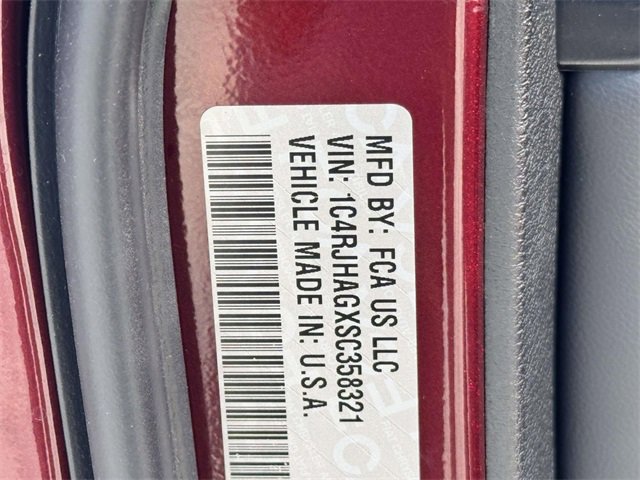 MFD BY: FCA US LLC
VIN: 1C4RJHAGXSC358321
VEHICLE MADE IN: U.S.A.